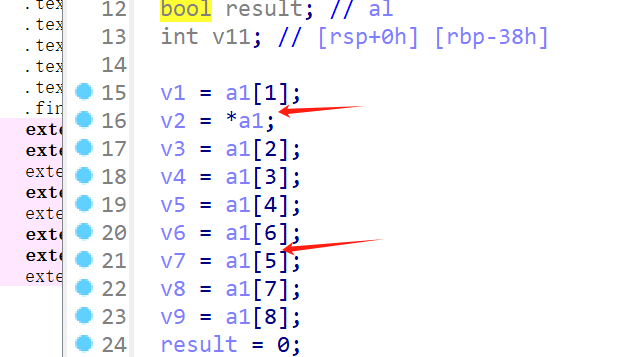 .tex
.tex
.tex
.tex
.tex
.fin
exte
exte
exte
exte
exte
exte
exte
exte
12 bool result; // al
13 int v11; // [rsp+0h] [rbp-38h]
14
15 v1 = a1[1];
16 v2 = *a1;
17 v3 = a1[2];
18 v4 = a1[3];
19 v5 = a1[4];
20 v6 = a1[6];
21 v7 = a1[5];
22 v8 = a1[7];
23 v9 = a1[8];
24 result = 0;